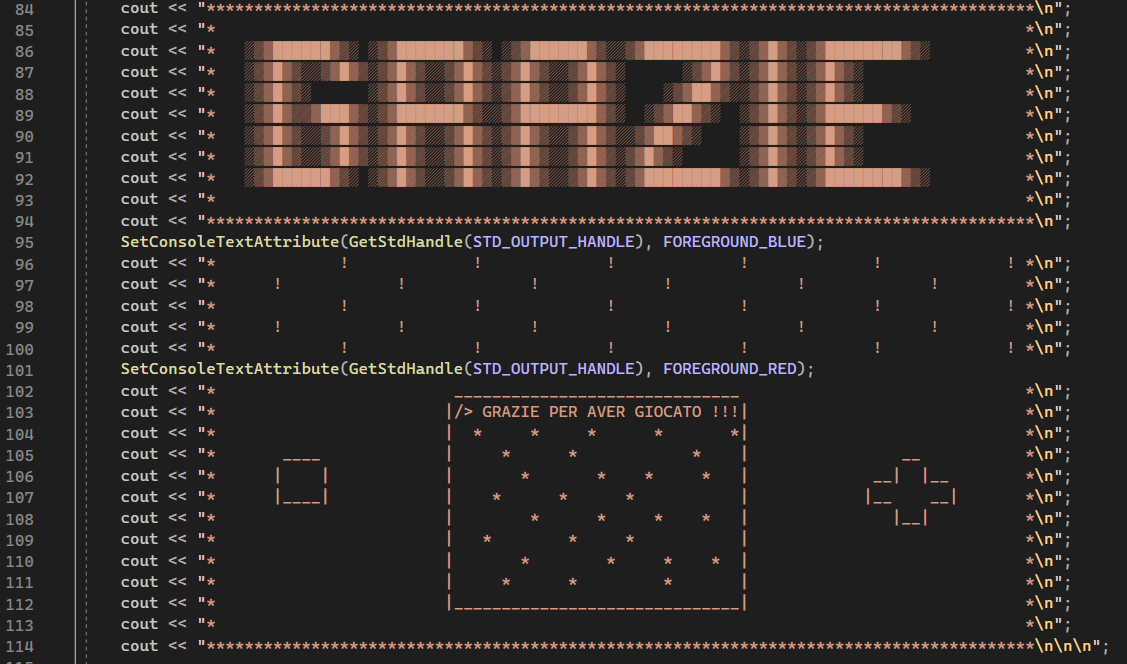 84 cout << "***************************************************************************************\n";
85 cout << "*                                                                                     *\n";
86 cout << "*   ░▒▓██████▓▒░ ░▒▓███████▓▒░ ░▒▓██████▓▒░░▒▓████████▓▒░▒▓█▓▒░▒▓████████▓▒░          *\n";
87 cout << "*   ░▒▓█▓▒░░▒▓█▓▒░▒▓█▓▒░░▒▓█▓▒░▒▓█▓▒░░▒▓█▓▒░      ░▒▓█▓▒░▒▓█▓▒░▒▓█▓▒░                 *\n";
88 cout << "*   ░▒▓█▓▒░      ░▒▓█▓▒░░▒▓█▓▒░▒▓█▓▒░░▒▓█▓▒░    ░▒▓██▓▒░░▒▓█▓▒░▒▓█▓▒░                 *\n";
89 cout << "*   ░▒▓█▓▒░▒▓███▓▒░▒▓███████▓▒░░▒▓████████▓▒░  ░▒▓██▓▒░  ░▒▓█▓▒░▒▓██████▓▒░            *\n";
90 cout << "*   ░▒▓█▓▒░░▒▓█▓▒░▒▓█▓▒░░▒▓█▓▒░▒▓█▓▒░░▒▓█▓▒░░▒▓██▓▒░    ░▒▓█▓▒░▒▓█▓▒░                 *\n";
91 cout << "*   ░▒▓█▓▒░░▒▓█▓▒░▒▓█▓▒░░▒▓█▓▒░▒▓█▓▒░░▒▓█▓▒░▒▓█▓▒░      ░▒▓█▓▒░▒▓█▓▒░                 *\n";
92 cout << "*   ░▒▓██████▓▒░ ░▒▓█▓▒░░▒▓█▓▒░▒▓█▓▒░░▒▓█▓▒░▒▓████████▓▒░▒▓█▓▒░▒▓████████▓▒░          *\n";
93 cout << "*                                                                                     *\n";
94 cout << "***************************************************************************************\n";
95 SetConsoleTextAttribute(GetStdHandle(STD_OUTPUT_HANDLE), FOREGROUND_BLUE);
96 cout << "*             !             !             !             !             !             ! *\n";
97 cout << "*      !            !             !             !             !             !         *\n";
98 cout << "*             !             !             !             !             !             ! *\n";
99 cout << "*      !            !             !             !             !             !         *\n";
100 cout << "*             !             !             !             !             !             ! *\n";
101 SetConsoleTextAttribute(GetStdHandle(STD_OUTPUT_HANDLE), FOREGROUND_RED);
102 cout << "*                         ______________________________                              *\n";
103 cout << "*                        |/> GRAZIE PER AVER GIOCATO !!!|                             *\n";
104 cout << "*                        |  *     *     *      *       *|                             *\n";
105 cout << "*       ____             |     *      *            *    |                __           *\n";
106 cout << "*      |    |            |       *       *    *     *   |             __|  |__        *\n";
107 cout << "*      |____|            |    *      *      *           |            |__    __|       *\n";
108 cout << "*                        |        *      *     *    *   |               |__|          *\n";
109 cout << "*                        |   *        *     *           |                             *\n";
110 cout << "*                        |       *        *     *    *  |                             *\n";
111 cout << "*                        |     *      *         *       |                             *\n";
112 cout << "*                        |______________________________|                             *\n";
113 cout << "*                                                                                     *\n";
114 cout << "***************************************************************************************\n\n\n";